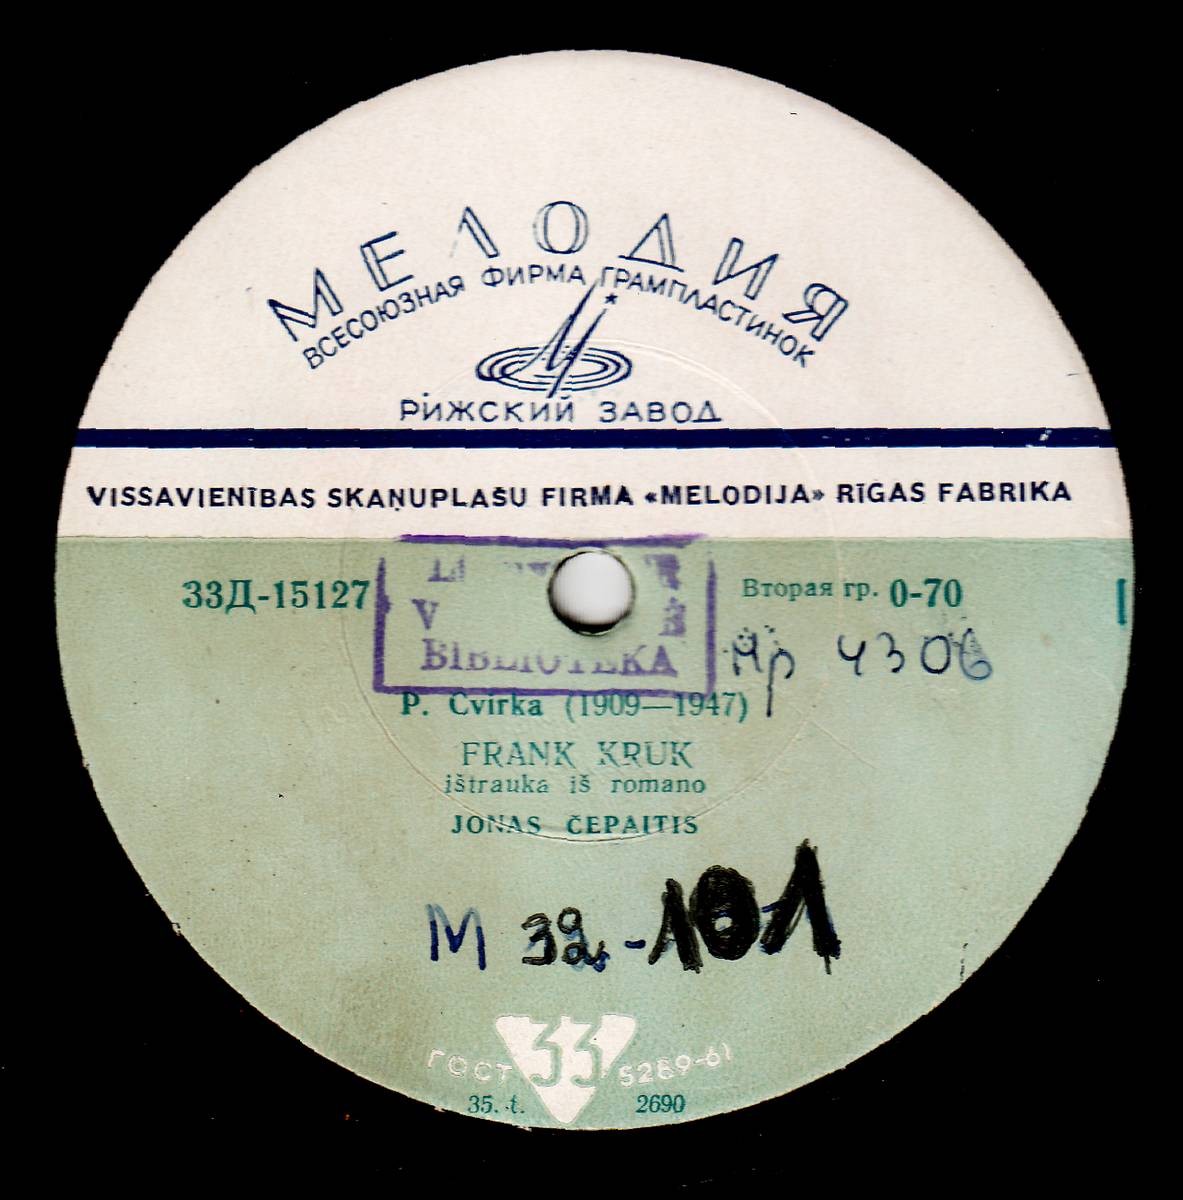 МЕЛОДИЯ
ВСЕСОЮЗНАЯ ФИРМА ГРАМПЛАСТИНОК
РИЖСКИЙ ЗАВОД
VISSAVIENĪBAS SKAŅUPLAŠU FIRMA «MELODIJA» RĪGAS FABRIKA
33Д-15127
Вторая гр. 0-70
BIBLIOTEKA
4306
P. Cvirka (1909—1947)
FRANK KRUK
ištrauka iš romano
JONAS ČEPAITIS
M 32-101
ГОСТ 33 5289-61
35. t. 2690